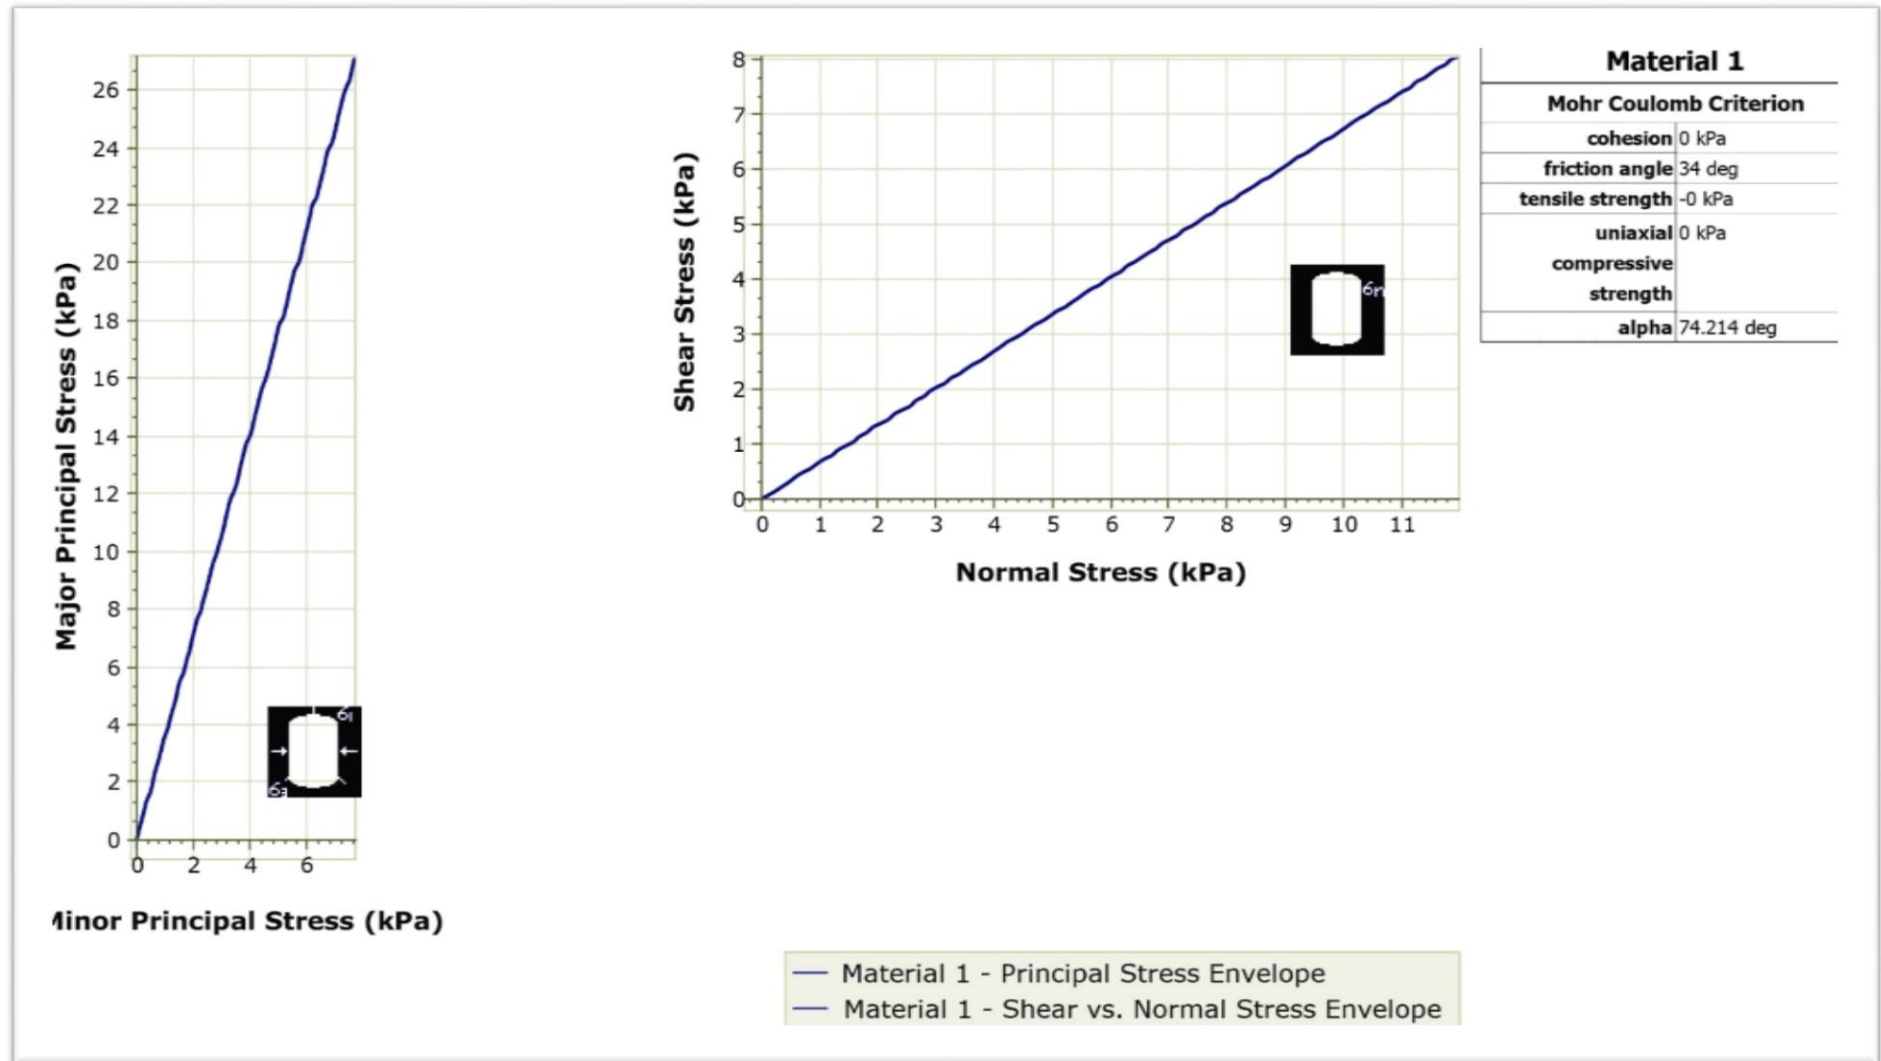 26
24
22
20
18
16
14
12
10
8
6
4
2
0
0 2 4 6
Major Principal Stress (kPa)
Principal Stress (kPa)
8
7
6
5
4
3
2
1
0
0 1 2 3 4 5 6 7 8 9 10 11
Shear Stress (kPa)
Normal Stress (kPa)
6n
Material 1
Mohr Coulomb Criterion
cohesion 0 kPa
friction angle 34 deg
tensile strength -0 kPa
uniaxial 0 kPa
compressive
strength
alpha 74.214 deg
Material 1 - Principal Stress Envelope
Material 1 - Shear vs. Normal Stress Envelope